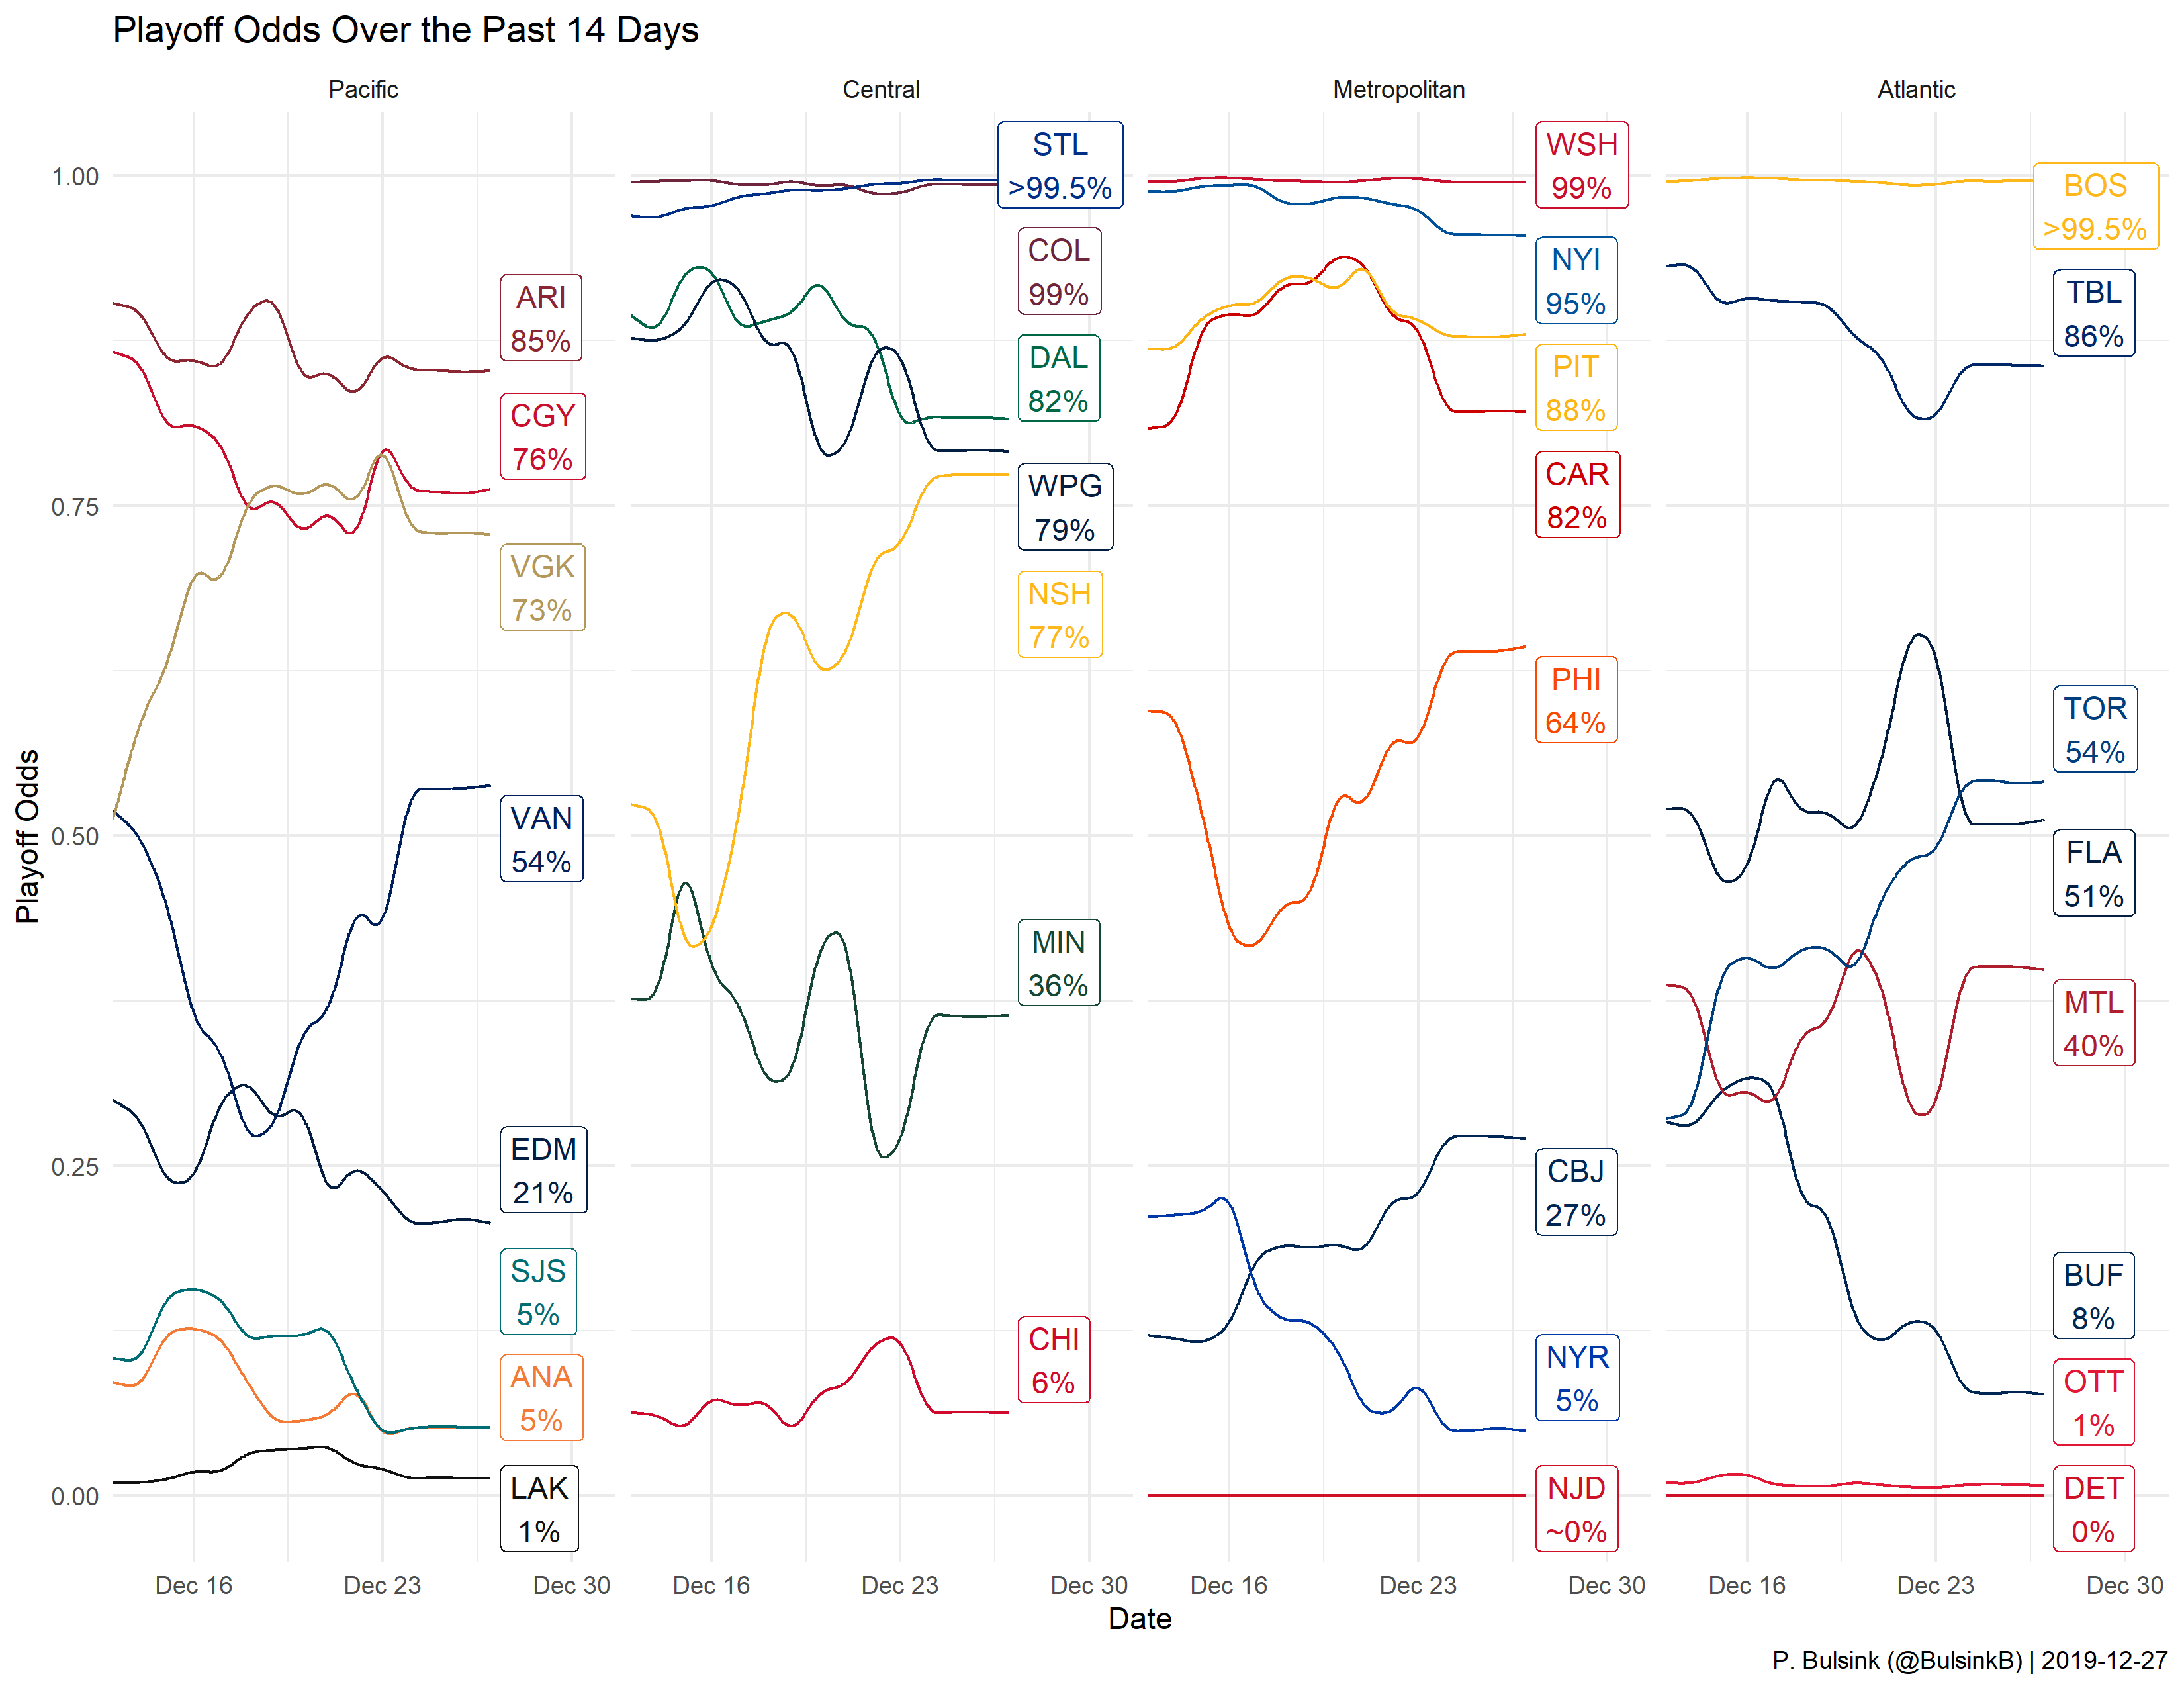 Playoff Odds Over the Past 14 Days
Pacific
Central
Metropolitan
Atlantic
Playoff Odds
1.00
0.75
0.50
0.25
0.00
ARI
85%
CGY
76%
VGK
73%
VAN
54%
EDM
21%
SJS
5%
ANA
5%
LAK
1%
STL
>99.5%
COL
99%
DAL
82%
WPG
79%
NSH
77%
MIN
36%
CHI
6%
WSH
99%
NYI
95%
PIT
88%
CAR
82%
PHI
64%
CBJ
27%
NYR
5%
NJD
~0%
BOS
>99.5%
TBL
86%
TOR
54%
FLA
51%
MTL
40%
BUF
8%
OTT
1%
DET
0%
Dec 16 Dec 23 Dec 30
Dec 16 Dec 23 Dec 30
Dec 16 Dec 23 Dec 30
Dec 16 Dec 23 Dec 30
Date
P. Bulsink (@BulsinkB) | 2019-12-27